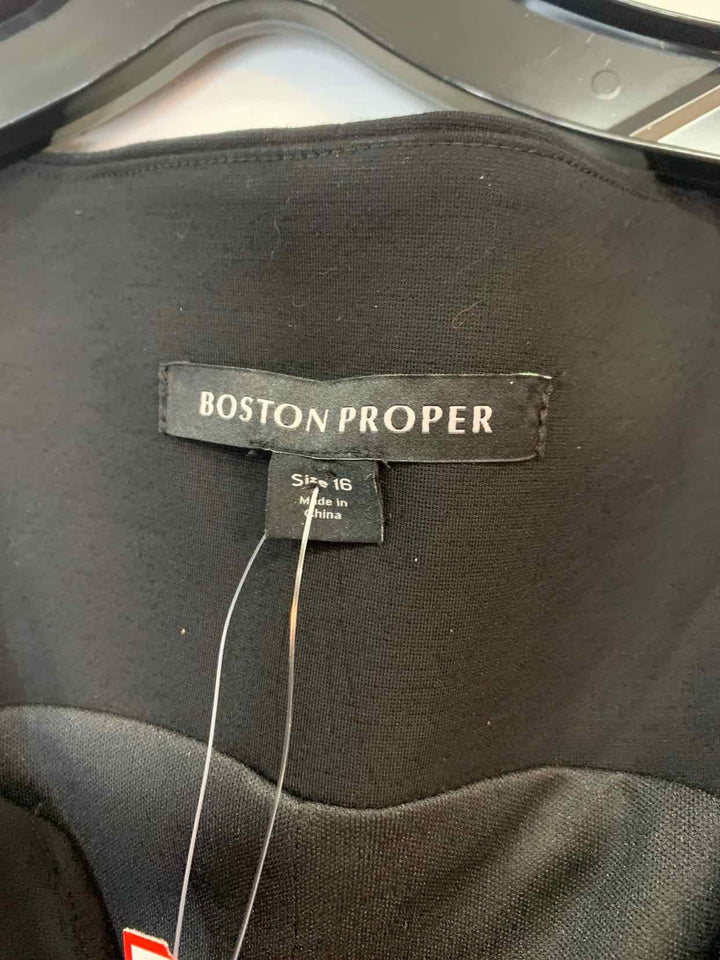 BOSTON PROPER
Size 16
Made in
China